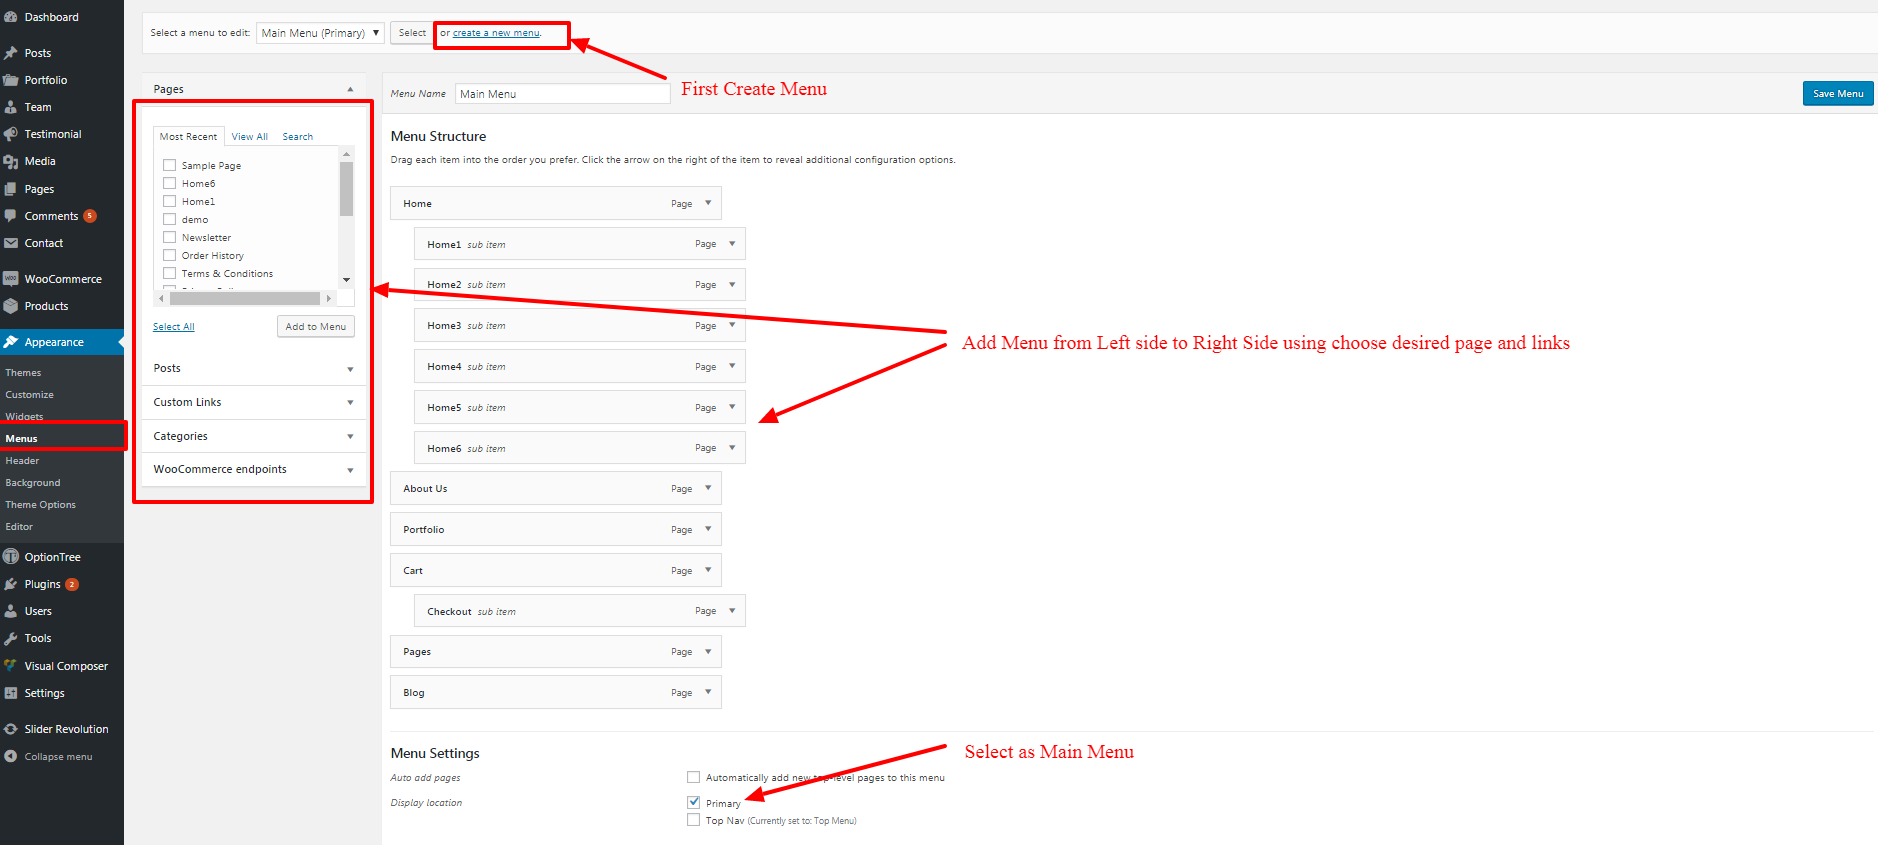 Dashboard
Posts
Portfolio
Team
Testimonial
Media
Pages
Comments 5
Contact
WooCommerce
Products
Appearance
Themes
Customize
Widgets
Menus
Header
Background
Theme Options
Editor
OptionTree
Plugins 2
Users
Tools
Visual Composer
Settings
Slider Revolution
Collapse menu
Select a menu to edit: Main Menu (Primary) Select or create a new menu.
First Create Menu
Pages
Most Recent View All Search
Sample Page
Home6
Home1
demo
Newsletter
Order History
Terms & Conditions
Select All Add to Menu
Posts
Custom Links
Categories
WooCommerce endpoints
Menu Name Main Menu Save Menu
Menu Structure
Drag each item into the order you prefer. Click the arrow on the right of the item to reveal additional configuration options.
Home Page
Home1 sub item Page
Home2 sub item Page
Home3 sub item Page
Home4 sub item Page
Home5 sub item Page
Home6 sub item Page
Add Menu from Left side to Right Side using choose desired page and links
About Us Page
Portfolio Page
Cart Page
Checkout sub item Page
Pages Page
Blog Page
Menu Settings
Select as Main Menu
Auto add pages Automatically add new top-level pages to this menu
Display location Primary
Top Nav (Currently set to: Top Menu)